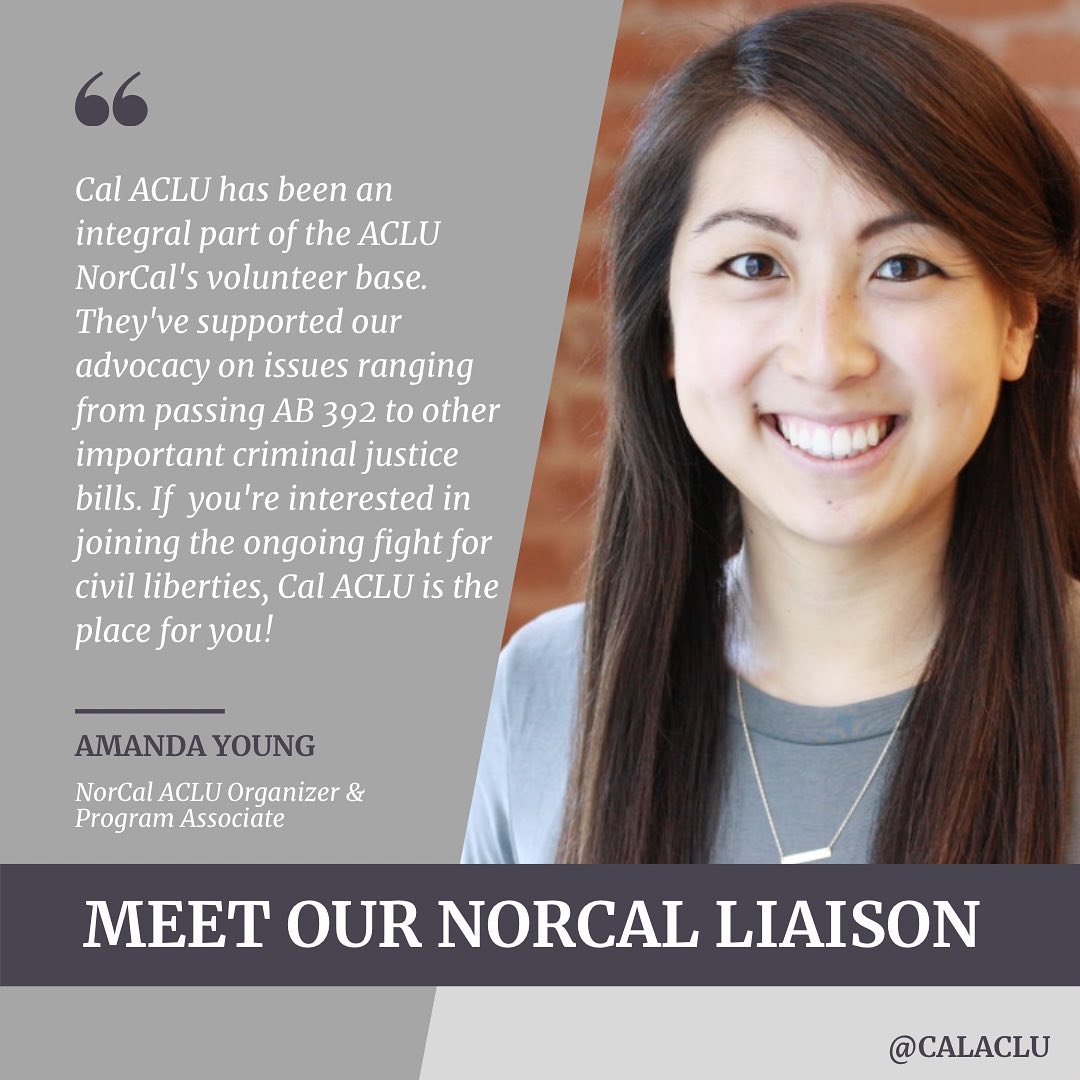 “
Cal ACLU has been an
integral part of the ACLU
NorCal's volunteer base.
They've supported our
advocacy on issues ranging
from passing AB 392 to other
important criminal justice
bills. If  you're interested in
joining the ongoing fight for
civil liberties, Cal ACLU is the
place for you!
AMANDA YOUNG
NorCal ACLU Organizer &
Program Associate
MEET OUR NORCAL LIAISON
@CALACLU